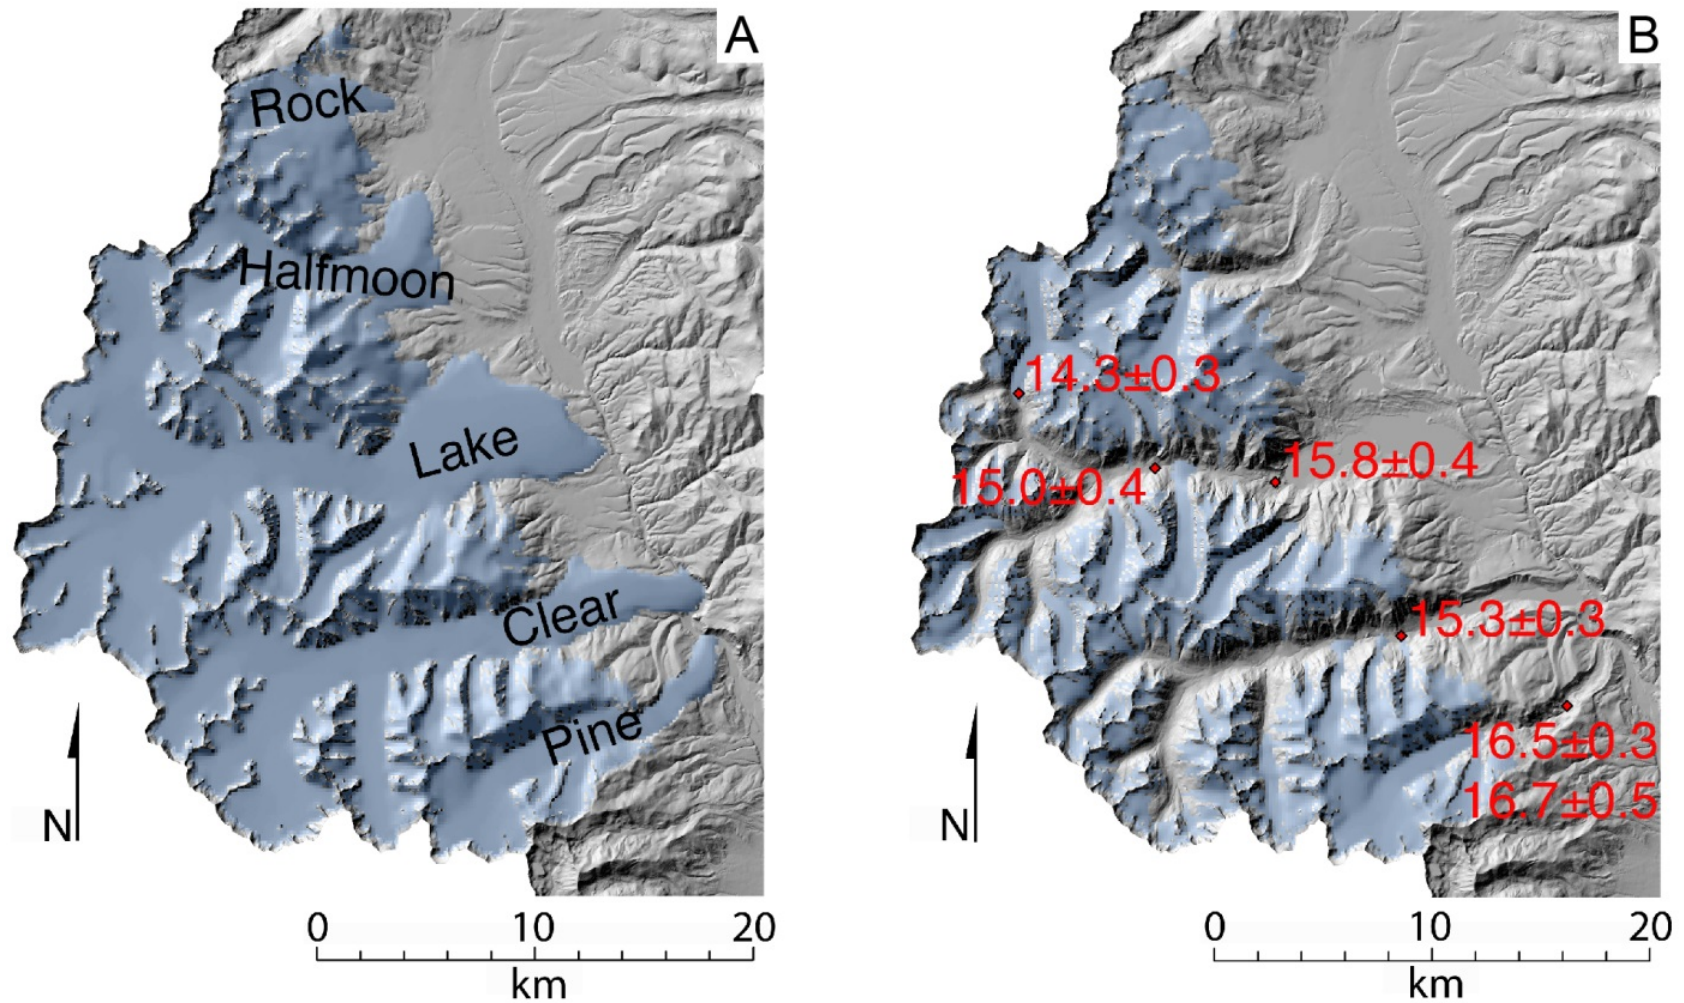 A
Rock
Halfmoon
Lake
Clear
Pine
N
0 10 20
km
B
14.3±0.3
15.8±0.4
15.0±0.4
15.3±0.3
16.5±0.3
16.7±0.5
N
0 10 20
km